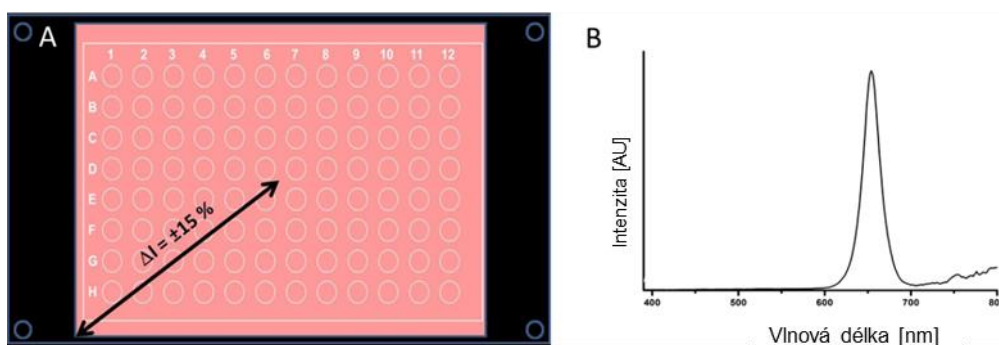 A
1 2 3 4 5 6 7 8 9 10 11 12
A
B
C
D
E
F
G
H
ΔI = ±15 %
B
Intenzita [AU]
400 500 600 700 80
Vlnová délka [nm]